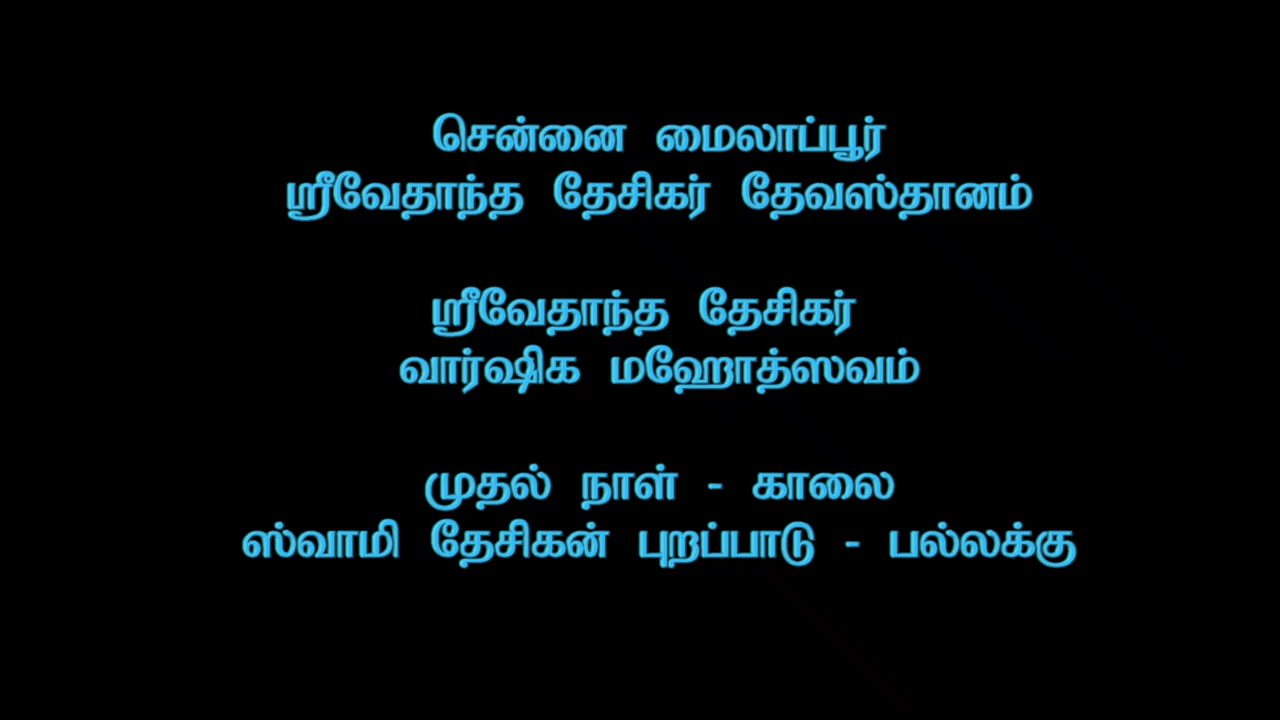 சென்னை மைலாப்பூர்
ஸ்ரீவேதாந்த தேசிகர் தேவஸ்தானம்
ஸ்ரீவேதாந்த தேசிகர்
வார்ஷிக மஹோத்ஸவம்
முதல் நாள் - காலை
ஸ்வாமி தேசிகன் புறப்பாடு - பல்லக்கு